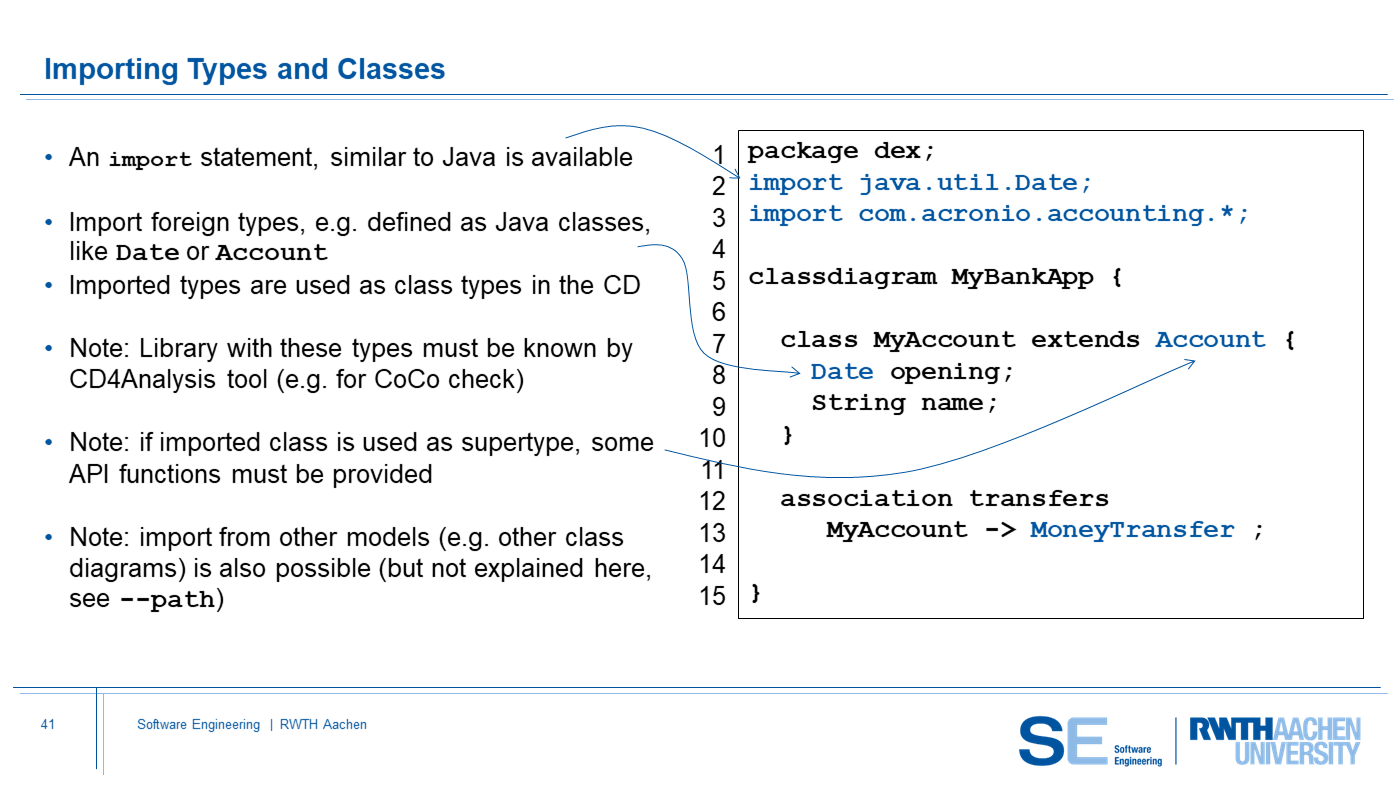 Importing Types and Classes
• An import statement, similar to Java is available
• Import foreign types, e.g. defined as Java classes,
like Date or Account
• Imported types are used as class types in the CD
• Note: Library with these types must be known by
CD4Analysis tool (e.g. for CoCo check)
• Note: if imported class is used as supertype, some
API functions must be provided
• Note: import from other models (e.g. other class
diagrams) is also possible (but not explained here,
see --path)
1 package dex;
2 import java.util.Date;
3 import com.acronio.accounting.*;
4
5 classdiagram MyBankApp {
6
7 class MyAccount extends Account {
8 Date opening;
9 String name;
10 }
11
12 association transfers
13 MyAccount -> MoneyTransfer ;
14
15 }
41 Software Engineering | RWTH Aachen
SE Software
Engineering
RWTHAACHEN
UNIVERSITY